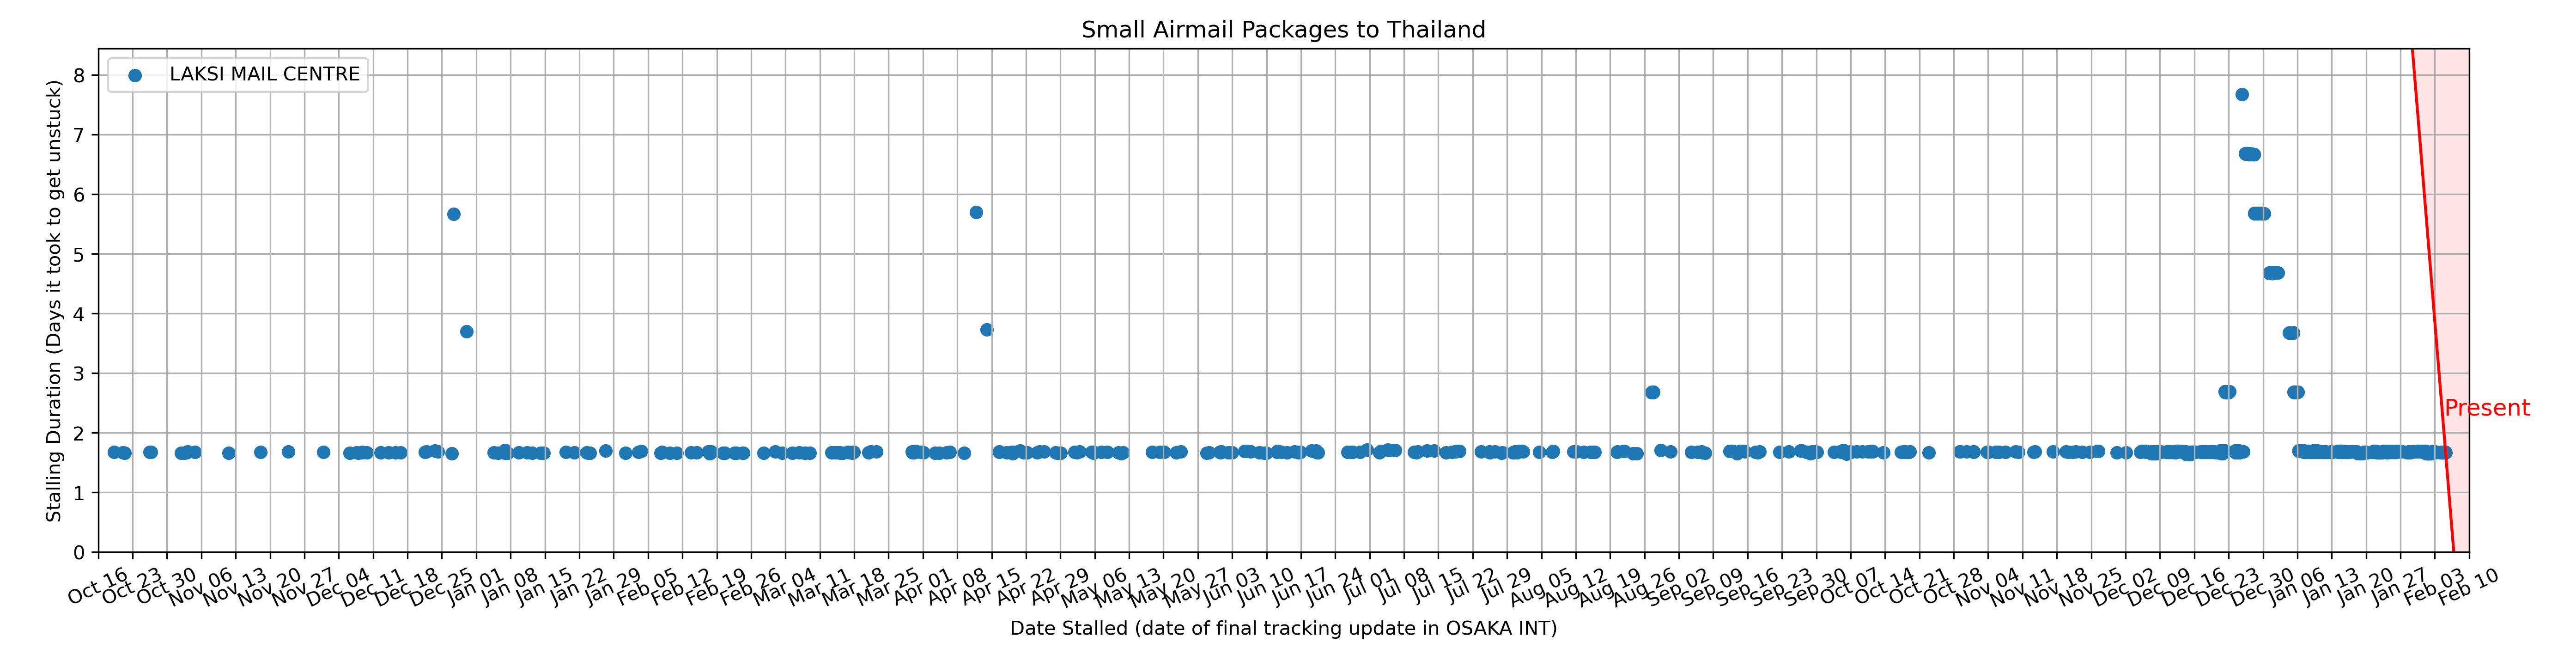 Small Airmail Packages to Thailand
LAKSI MAIL CENTRE
Stalling Duration (Days it took to get unstuck)
8
7
6
5
4
3
2
1
0
Present
Oct 16
Oct 23
Oct 30
Nov 06
Nov 13
Nov 20
Nov 27
Dec 04
Dec 11
Dec 18
Dec 25
Jan 01
Jan 08
Jan 15
Jan 22
Jan 29
Feb 05
Feb 12
Feb 19
Feb 26
Mar 04
Mar 11
Mar 18
Mar 25
Apr 01
Apr 08
Apr 15
Apr 22
Apr 29
May 06
May 13
May 20
May 27
Jun 03
Jun 10
Jun 17
Jun 24
Jul 01
Jul 08
Jul 15
Jul 22
Jul 29
Aug 05
Aug 12
Aug 19
Aug 26
Sep 02
Sep 09
Sep 16
Sep 23
Sep 30
Oct 07
Oct 14
Oct 21
Oct 28
Nov 04
Nov 11
Nov 18
Nov 25
Dec 02
Dec 09
Dec 16
Dec 23
Dec 30
Jan 06
Jan 13
Jan 20
Jan 27
Feb 03
Feb 10
Date Stalled (date of final tracking update in OSAKA INT)